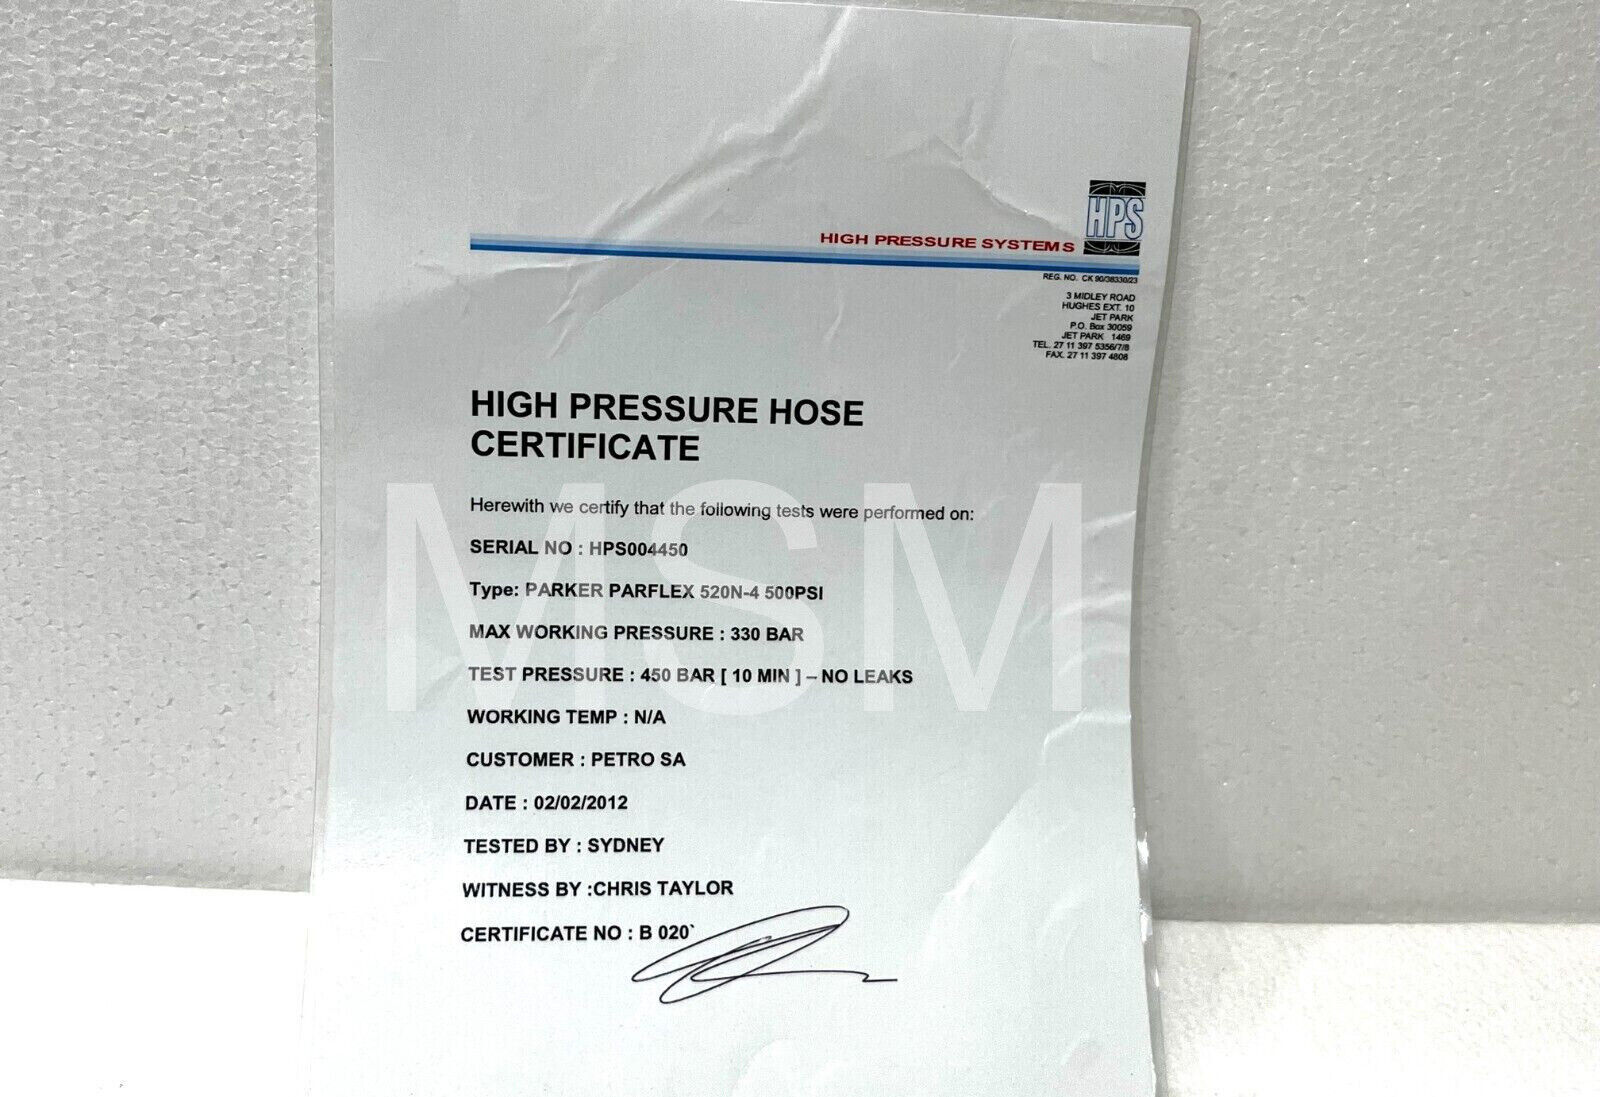 HPS
HIGH PRESSURE SYSTEMS
REG. NO. CK 90/38330/23
3 MIDLEY ROAD
HUGHES EXT. 10
JET PARK
P.O. Box 30059
JET PARK 1469
TEL. 27 11 397 5356/7/8
FAX. 27 11 397 4808
HIGH PRESSURE HOSE
CERTIFICATE
Herewith we certify that the following tests were performed on:
SERIAL NO : HPS004450
Type: PARKER PARFLEX 520N-4 500PSI
MAX WORKING PRESSURE : 330 BAR
TEST PRESSURE : 450 BAR [ 10 MIN ] – NO LEAKS
WORKING TEMP : N/A
CUSTOMER : PETRO SA
DATE : 02/02/2012
TESTED BY : SYDNEY
WITNESS BY :CHRIS TAYLOR
CERTIFICATE NO : B 020
MSM